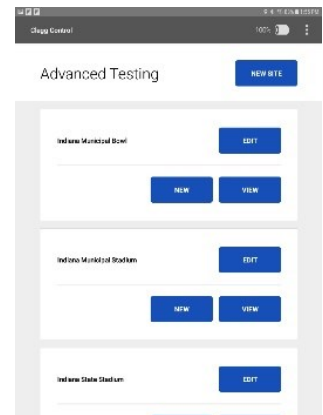 Clegg Control 100%
Advanced Testing NEW SITE
Indiana Municipal Bowl EDIT
NEW VIEW
Indiana Municipal Stadium EDIT
NEW VIEW
Indiana State Stadium EDIT